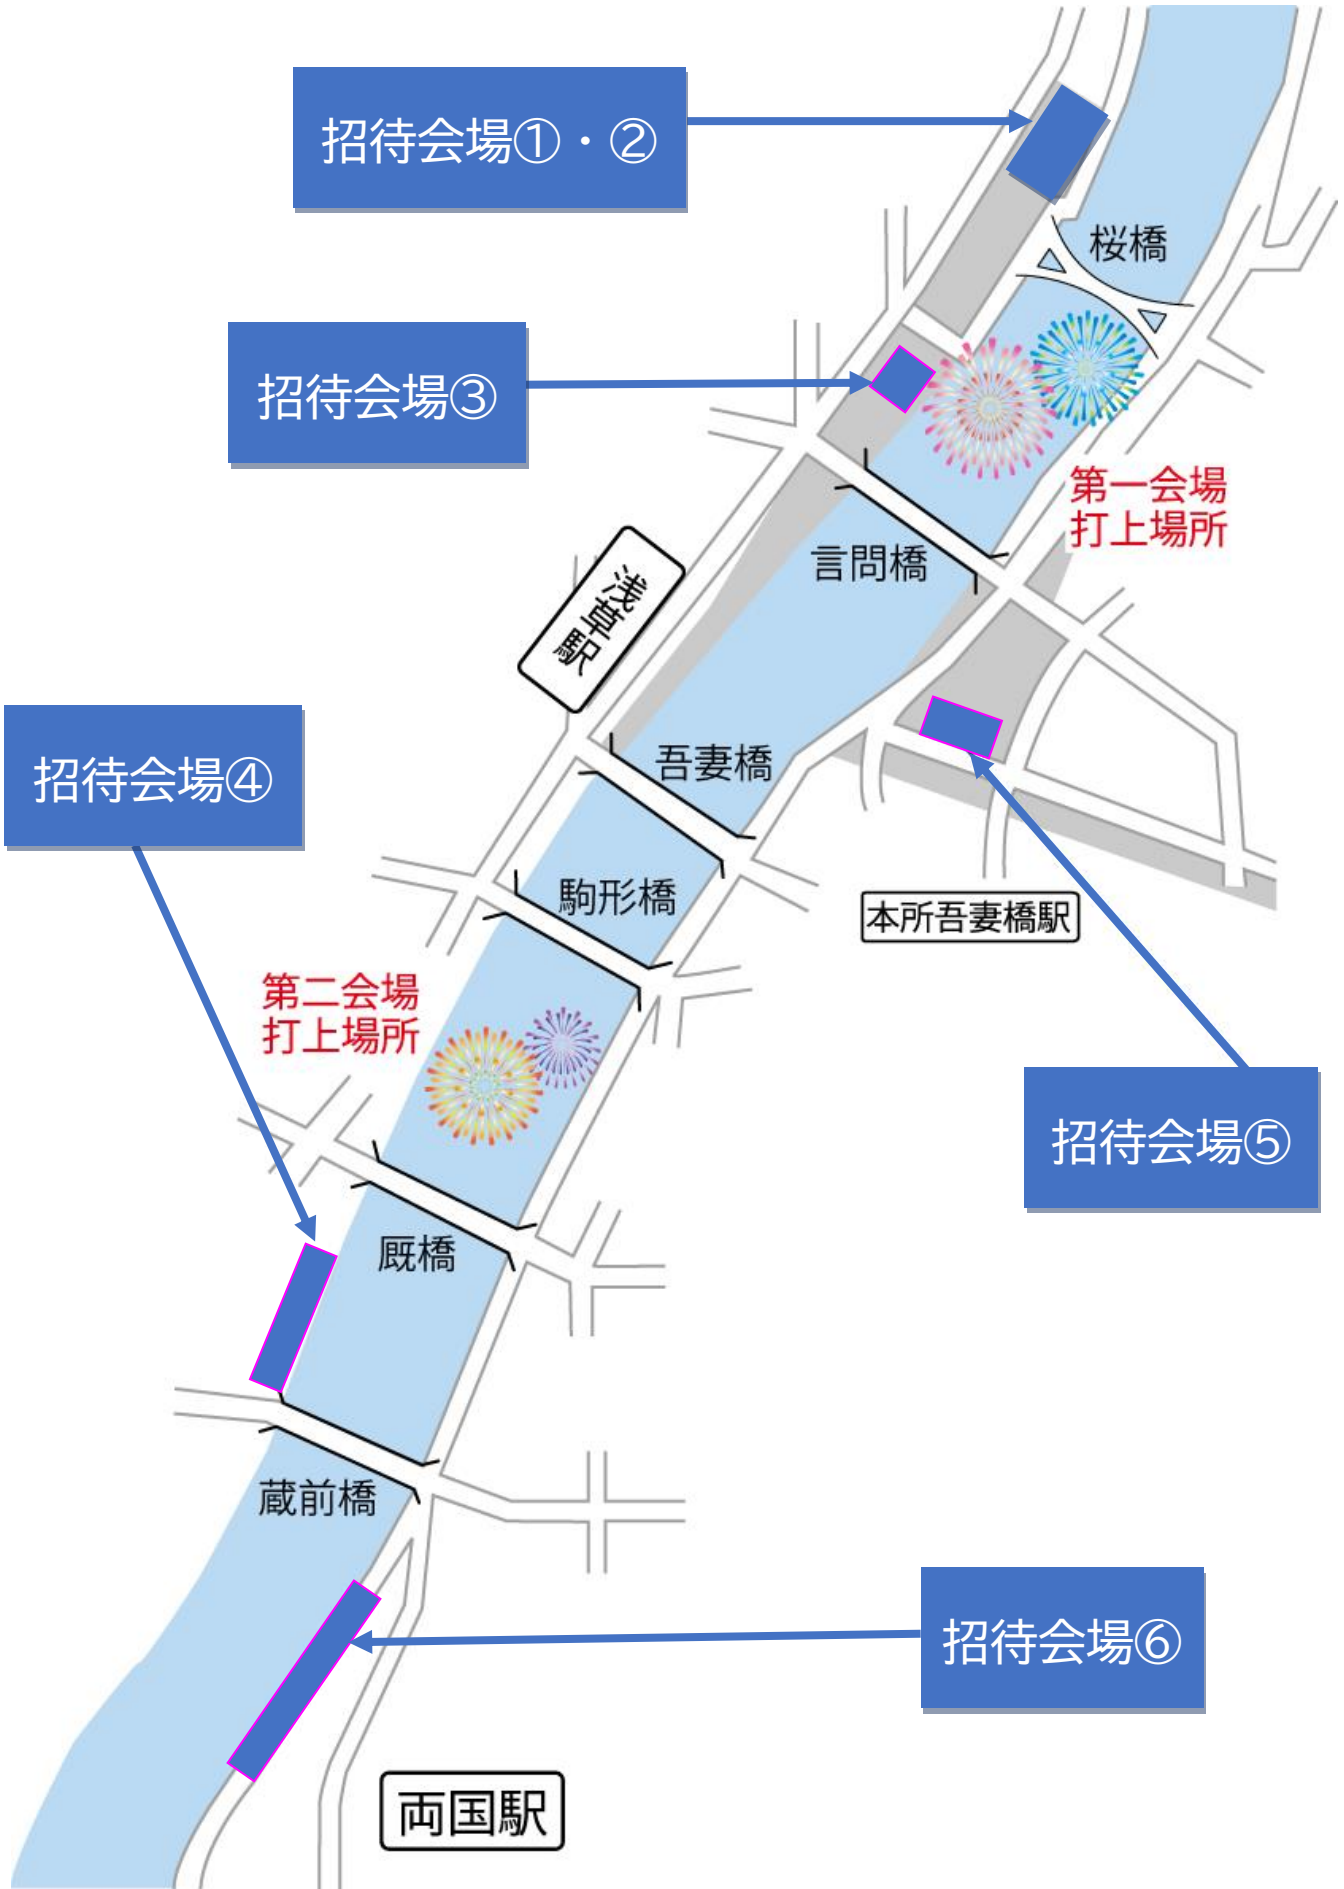 招待会場①・②
桜橋
招待会場③
第一会場
打上場所
言問橋
浅草駅
招待会場④
吾妻橋
駒形橋
本所吾妻橋駅
第二会場
打上場所
招待会場⑤
厩橋
蔵前橋
招待会場⑥
両国駅